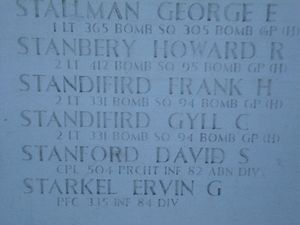 STALLMAN GEORGE E
1 LT 365 BOMB SQ 305 BOMB GP (H)
STANBERY HOWARD R
2 LT 412 BOMB SQ 95 BOMB GP (H)
STANDIFIRD FRANK H
2 LT 331 BOMB SQ 94 BOMB GP (H)
STANDIFIRD GYLL C
2 LT 331 BOMB SQ 94 BOMB GP (H)
STANFORD DAVID S
CPL 504 PRCHT INF 82 ABN DIV
STARKEL ERVIN G
PFC 335 INF 84 DIV